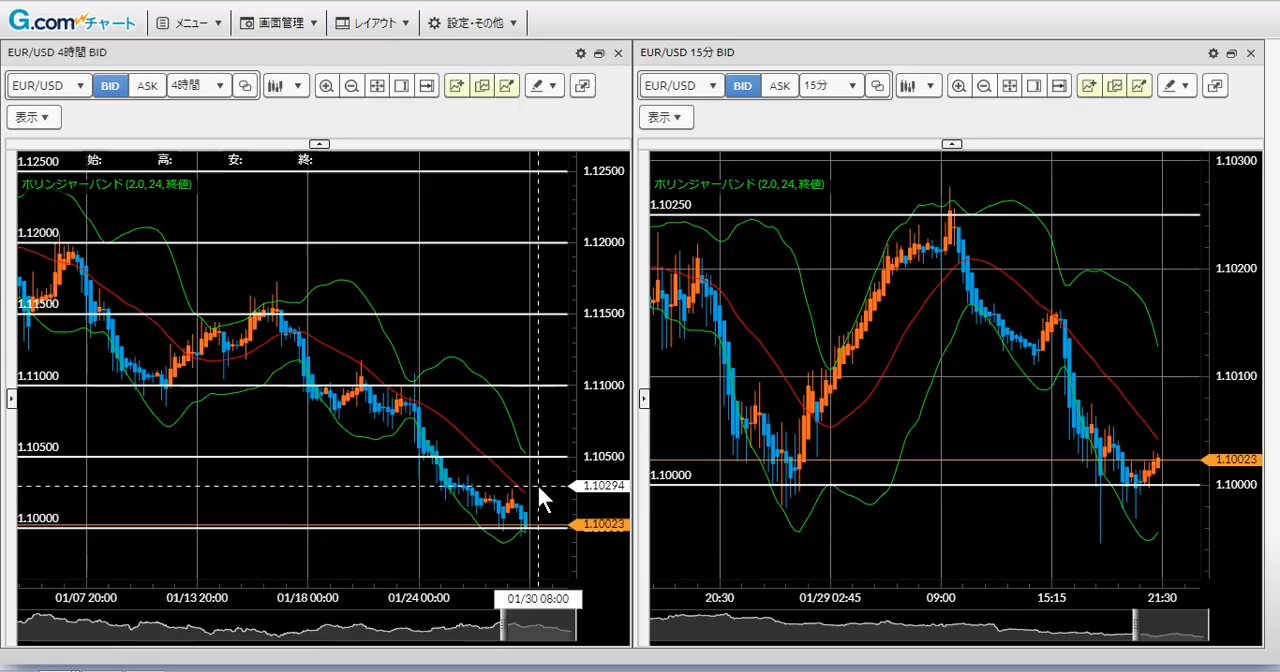 G.comチャート
メニュー ▼
画面管理 ▼
レイアウト ▼
設定・その他 ▼
EUR/USD 4時間 BID
EUR/USD ▼
BID
ASK
4時間 ▼
表示 ▼
始:
高:
安:
終:
ボリンジャーバンド (2.0, 24, 終値)
1.12500
1.12000
1.11500
1.11000
1.10500
1.10000
1.12500
1.12000
1.11500
1.11000
1.10500
1.10294
1.10023
01/07 20:00
01/13 20:00
01/18 00:00
01/24 00:00
01/30 08:00
EUR/USD 15分 BID
EUR/USD ▼
BID
ASK
15分 ▼
表示 ▼
ボリンジャーバンド (2.0, 24, 終値)
1.10250
1.10000
1.10300
1.10200
1.10100
1.10023
1.10000
20:30
01/29 02:45
09:00
15:15
21:30